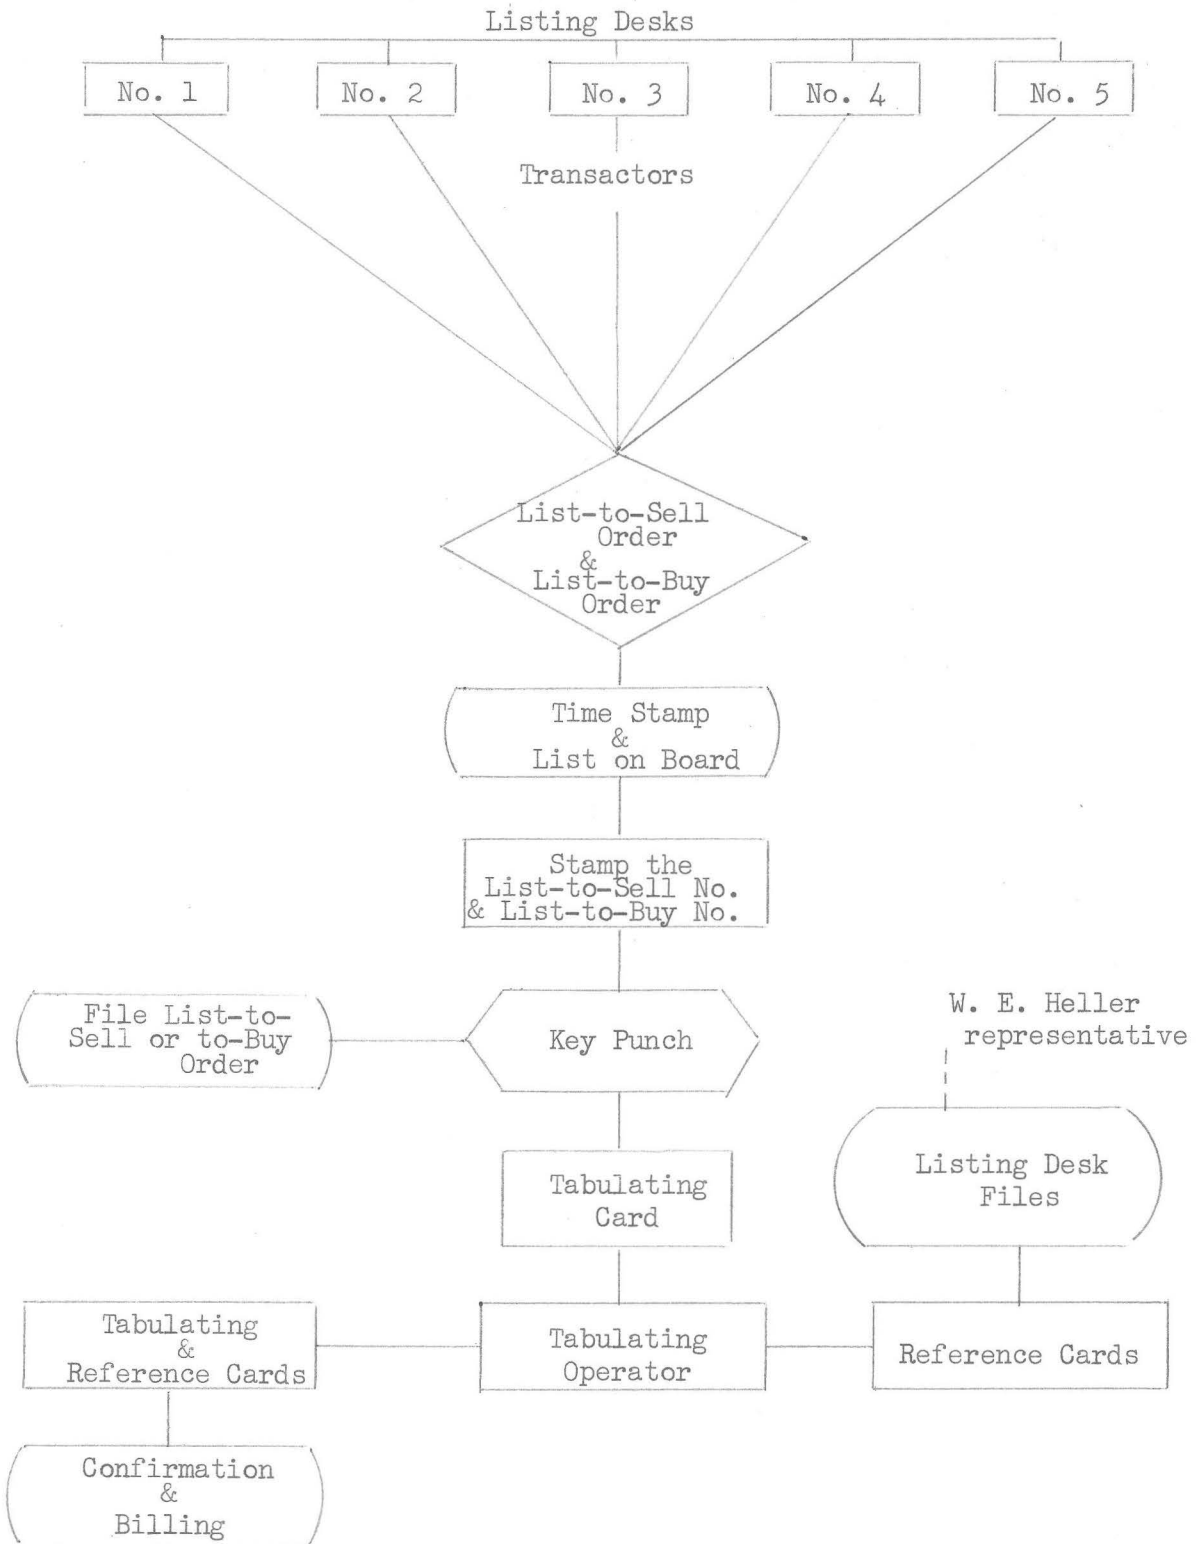 Listing Desks
No. 1
No. 2
No. 3
No. 4
No. 5
Transactors
List-to-Sell
Order
&
List-to-Buy
Order
Time Stamp
&
List on Board
Stamp the
List-to-Sell No.
& List-to-Buy No.
File List-to-
Sell or to-Buy
Order
Key Punch
W. E. Heller
representative
Tabulating
Card
Listing Desk
Files
Tabulating
&
Reference Cards
Tabulating
Operator
Reference Cards
Confirmation
&
Billing